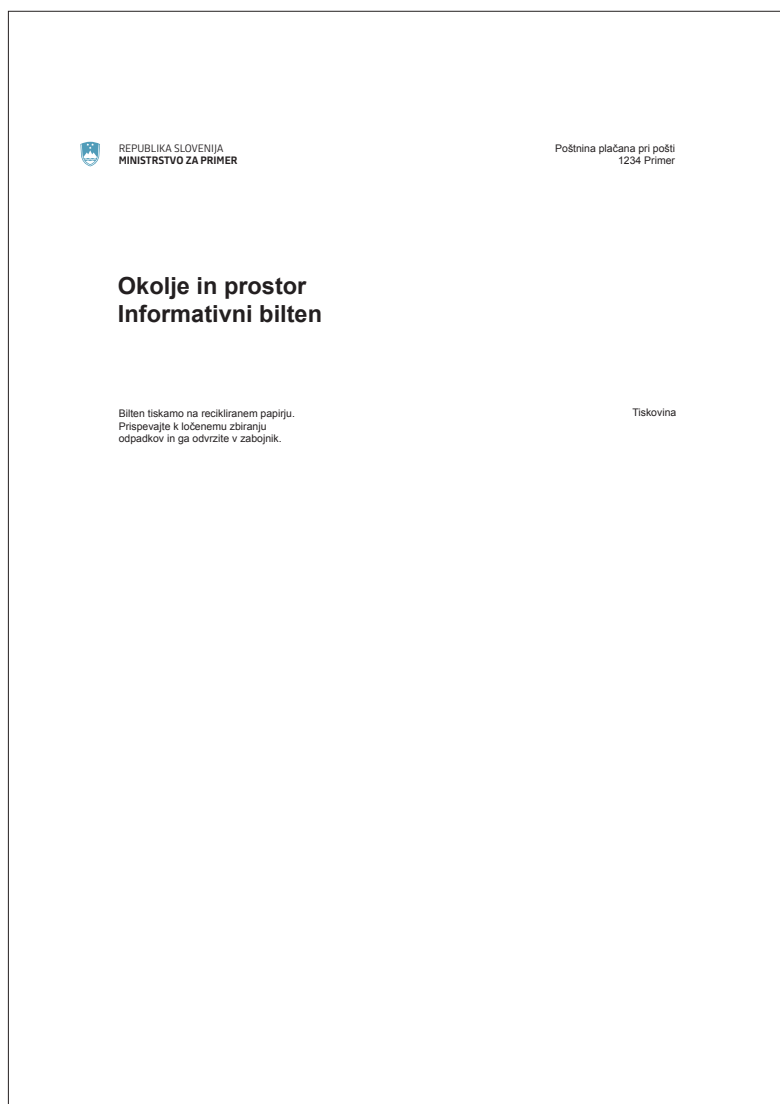 REPUBLIKA SLOVENIJA
MINISTRSTVO ZA PRIMER
Poštnina plačana pri pošti
1234 Primer
Okolje in prostor
Informativni bilten
Bilten tiskamo na recikliranem papirju.
Prispevajte k ločenemu zbiranju
odpadkov in ga odvrzite v zabojnik.
Tiskovina